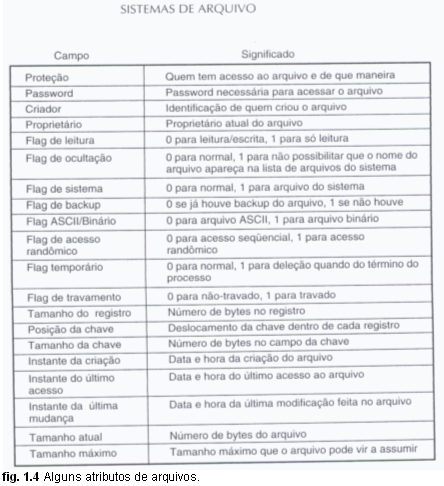 SISTEMAS DE ARQUIVO
Campo Significado
Proteção Quem tem acesso ao arquivo e de que maneira
Password Password necessária para acessar o arquivo
Criador Identificação de quem criou o arquivo
Proprietário Proprietário atual do arquivo
Flag de leitura 0 para leitura/escrita, 1 para só leitura
Flag de ocultação 0 para normal, 1 para não possibilitar que o nome do
arquivo apareça na lista de arquivos do sistema
Flag de sistema 0 para normal, 1 para arquivo do sistema
Flag de backup 0 se já houve backup do arquivo, 1 se não houve
Flag ASCII/Binário 0 para arquivo ASCII, 1 para arquivo binário
Flag de acesso 0 para acesso seqüencial, 1 para acesso
randômico randômico
Flag temporário 0 para normal, 1 para deleção quando do término do
processo
Flag de travamento 0 para não-travado, 1 para travado
Tamanho do registro Número de bytes no registro
Posição da chave Deslocamento da chave dentro de cada registro
Tamanho da chave Número de bytes no campo da chave
Instante da criação Data e hora da criação do arquivo
Instante do último Data e hora do último acesso ao arquivo
acesso
Instante da última Data e hora da última modificação feita no arquivo
mudança
Tamanho atual Número de bytes do arquivo
Tamanho máximo Tamanho máximo que o arquivo pode vir a assumir
fig. 1.4 Alguns atributos de arquivos.